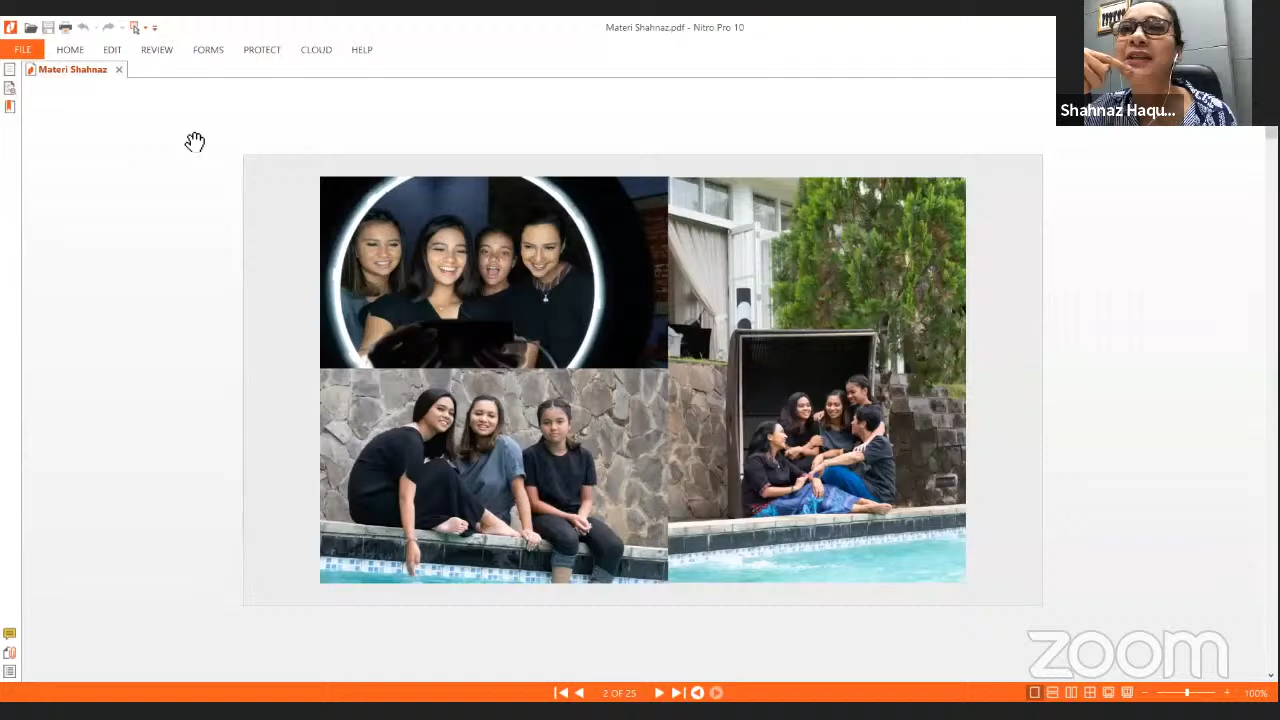 Materi Shahnaz.pdf - Nitro Pro 10
FILE HOME EDIT REVIEW FORMS PROTECT CLOUD HELP
Materi Shahnaz
Shahnaz Haqu...
zoom
2 OF 25
100%